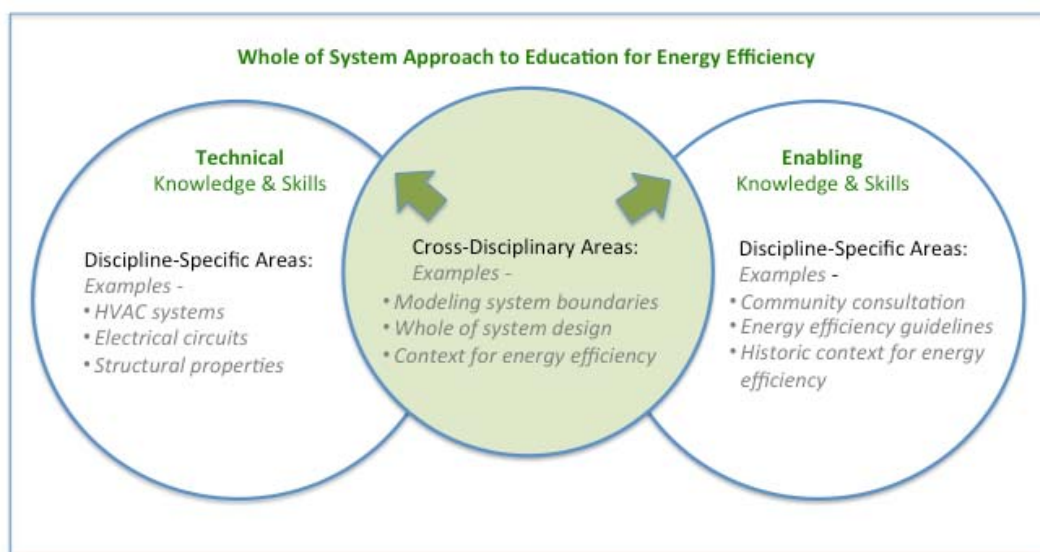 Whole of System Approach to Education for Energy Efficiency
Technical
Knowledge & Skills
Discipline-Specific Areas:
Examples -
• HVAC systems
• Electrical circuits
• Structural properties
Cross-Disciplinary Areas:
Examples -
• Modeling system boundaries
• Whole of system design
• Context for energy efficiency
Enabling
Knowledge & Skills
Discipline-Specific Areas:
Examples -
• Community consultation
• Energy efficiency guidelines
• Historic context for energy
efficiency